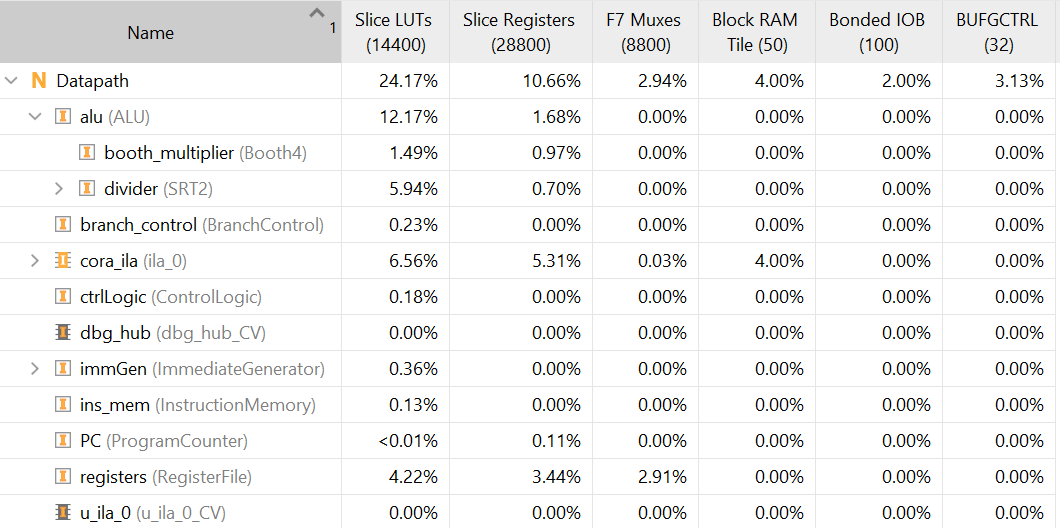 Name 1 Slice LUTs (14400) Slice Registers (28800) F7 Muxes (8800) Block RAM Tile (50) Bonded IOB (100) BUFGCTRL (32)
N Datapath 24.17% 10.66% 2.94% 4.00% 2.00% 3.13%
alu (ALU) 12.17% 1.68% 0.00% 0.00% 0.00% 0.00%
booth_multiplier (Booth4) 1.49% 0.97% 0.00% 0.00% 0.00% 0.00%
divider (SRT2) 5.94% 0.70% 0.00% 0.00% 0.00% 0.00%
branch_control (BranchControl) 0.23% 0.00% 0.00% 0.00% 0.00% 0.00%
cora_ila (ila_0) 6.56% 5.31% 0.03% 4.00% 0.00% 0.00%
ctrlLogic (ControlLogic) 0.18% 0.00% 0.00% 0.00% 0.00% 0.00%
dbg_hub (dbg_hub_CV) 0.00% 0.00% 0.00% 0.00% 0.00% 0.00%
immGen (ImmediateGenerator) 0.36% 0.00% 0.00% 0.00% 0.00% 0.00%
ins_mem (InstructionMemory) 0.13% 0.00% 0.00% 0.00% 0.00% 0.00%
PC (ProgramCounter) <0.01% 0.11% 0.00% 0.00% 0.00% 0.00%
registers (RegisterFile) 4.22% 3.44% 2.91% 0.00% 0.00% 0.00%
u_ila_0 (u_ila_0_CV) 0.00% 0.00% 0.00% 0.00% 0.00% 0.00%